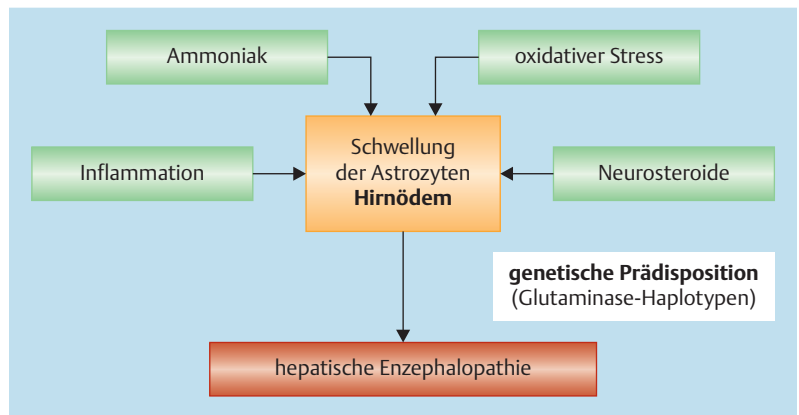 Ammoniak
oxidativer Stress
Inflammation
Schwellung
der Astrozyten
Hirnödem
Neurosteroide
genetische Prädisposition
(Glutaminase-Haplotypen)
hepatische Enzephalopathie